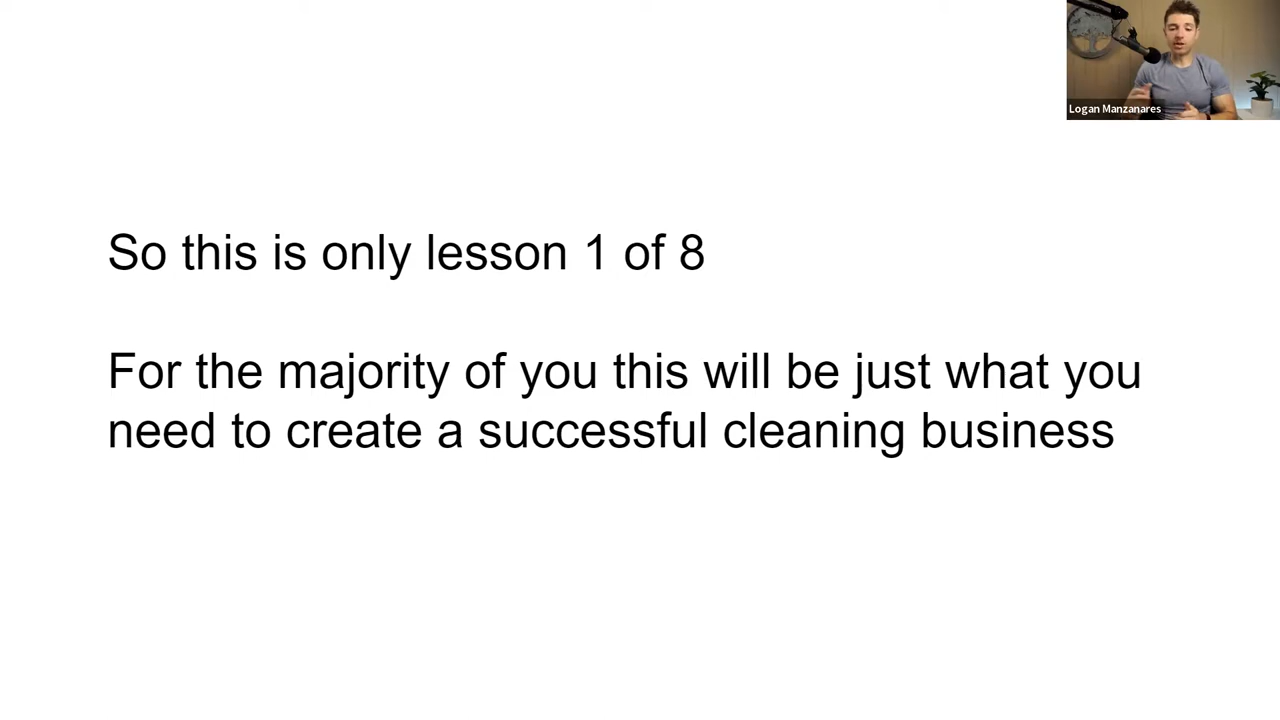 Logan Manzanares
So this is only lesson 1 of 8
For the majority of you this will be just what you
need to create a successful cleaning business